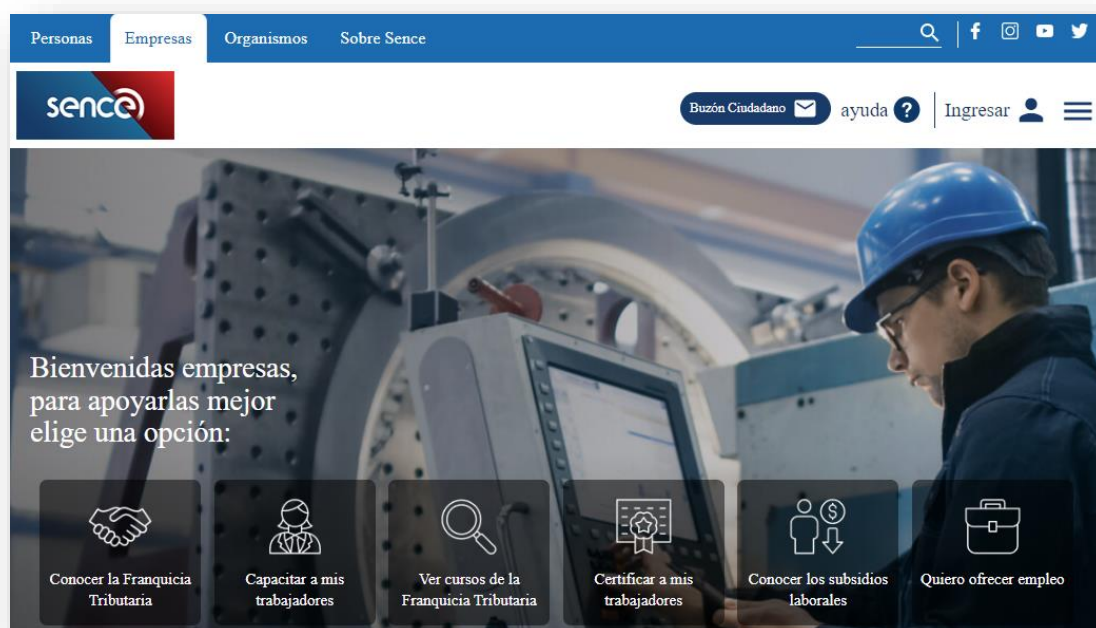 Personas Empresas Organismos Sobre Sence
sence
Buzón Ciudadano ayuda ? Ingresar
Bienvenidas empresas,
para apoyarlas mejor
elige una opción:
Conocer la Franquicia
Tributaria
Capacitar a mis
trabajadores
Ver cursos de la
Franquicia Tributaria
Certificar a mis
trabajadores
Conocer los subsidios
laborales
Quiero ofrecer empleo